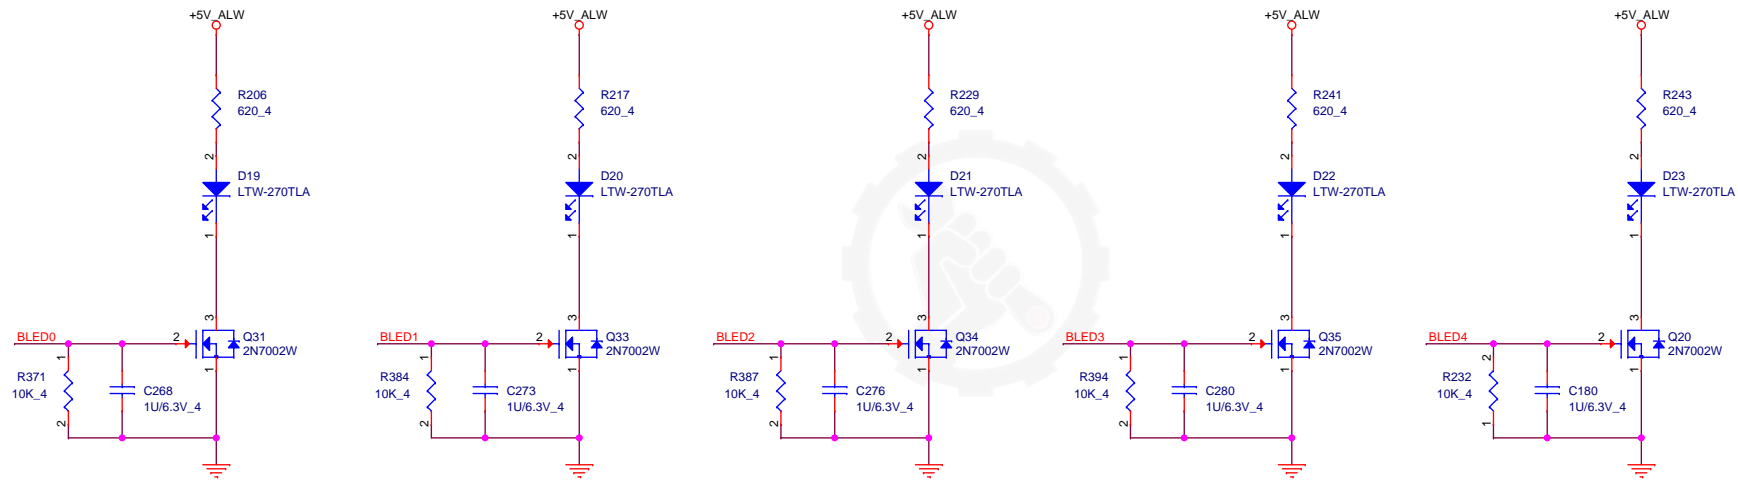 +5V_ALW
R206
620_4
2
D19
LTW-270TLA
1
3
BLED0
2
Q31
2N7002W
1
1
R371
10K_4
C268
1U/6.3V_4
2
+5V_ALW
R217
620_4
2
D20
LTW-270TLA
1
3
BLED1
2
Q33
2N7002W
1
1
R384
10K_4
C273
1U/6.3V_4
2
+5V_ALW
R229
620_4
2
D21
LTW-270TLA
1
3
BLED2
2
Q34
2N7002W
1
1
R387
10K_4
C276
1U/6.3V_4
2
+5V_ALW
R241
620_4
2
D22
LTW-270TLA
1
3
BLED3
2
Q35
2N7002W
1
1
R394
10K_4
C280
1U/6.3V_4
2
+5V_ALW
R243
620_4
2
D23
LTW-270TLA
1
3
BLED4
2
Q20
2N7002W
1
2
R232
10K_4
C180
1U/6.3V_4
1